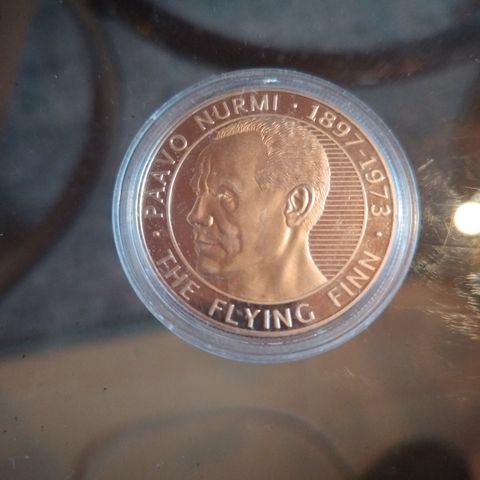 · PAAVO NURMI · 1897-1973 ·
THE FLYING FINN